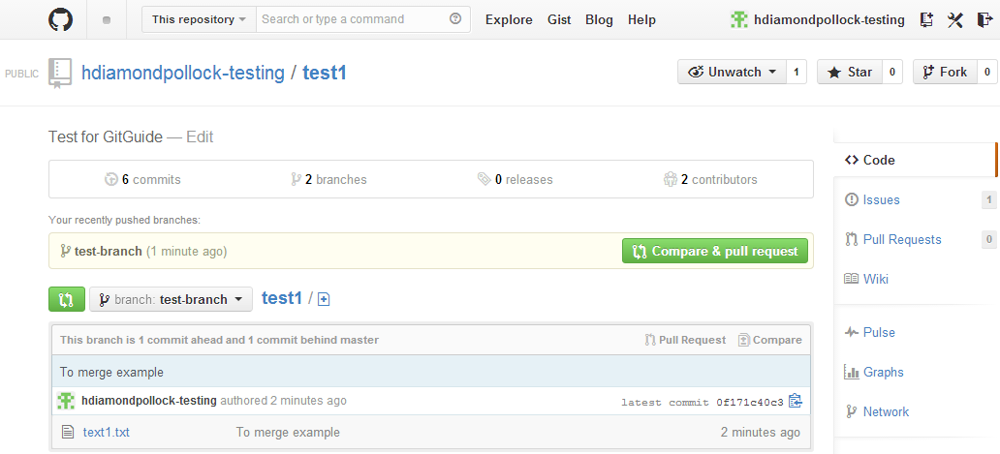 This repository Search or type a command Explore Gist Blog Help hdiamondpollock-testing
PUBLIC hdiamondpollock-testing / test1 Unwatch 1 Star 0 Fork 0
Test for GitGuide — Edit
6 commits 2 branches 0 releases 2 contributors
Your recently pushed branches:
test-branch (1 minute ago) Compare & pull request
branch: test-branch test1 /
This branch is 1 commit ahead and 1 commit behind master Pull Request Compare
To merge example
hdiamondpollock-testing authored 2 minutes ago latest commit 0f171c40c3
text1.txt To merge example 2 minutes ago
Code
Issues 1
Pull Requests 0
Wiki
Pulse
Graphs
Network